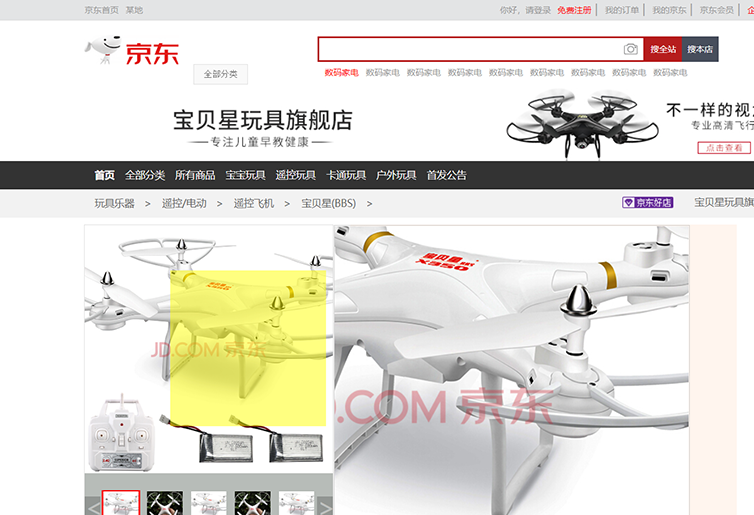 京东首页 某地
你好，请登录 免费注册 我的订单 我的京东 京东会员
京东
搜全站 搜本店
全部分类
数码家电 数码家电 数码家电 数码家电 数码家电 数码家电 数码家电 数码家电 数码家电
宝贝星玩具旗舰店
专注儿童早教健康
不一样的视
专业高清飞行
点击查看
首页 全部分类 所有商品 宝宝玩具 遥控玩具 卡通玩具 户外玩具 首发公告
玩具乐器 > 遥控/电动 > 遥控飞机 > 宝贝星(BBS) >
京东好店 宝贝星玩具旗
宝贝星
X350
JD.COM 京东
JD.COM 京东
< >